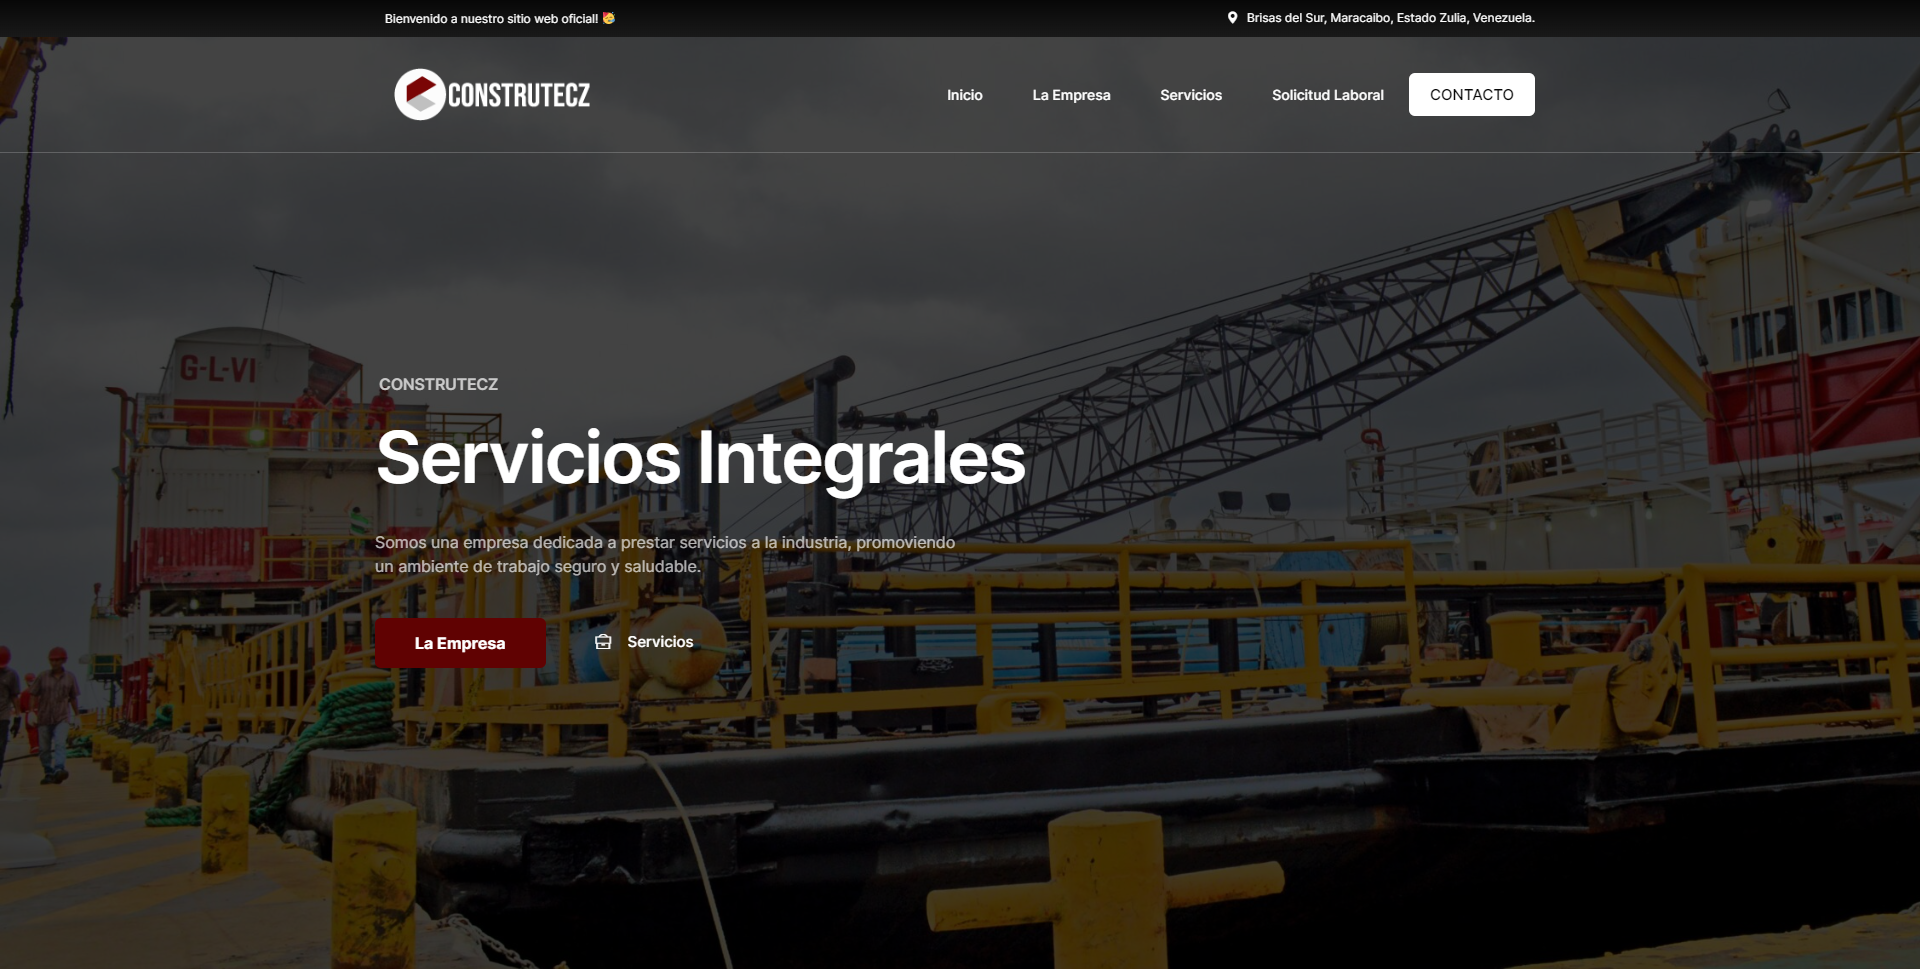 Bienvenido a nuestro sitio web oficial! 🥳
Brisas del Sur, Maracaibo, Estado Zulia, Venezuela.
CONSTRUTECZ
Inicio
La Empresa
Servicios
Solicitud Laboral
CONTACTO
G-L-VI
CONSTRUTECZ
Servicios Integrales
Somos una empresa dedicada a prestar servicios a la industria, promoviendo
un ambiente de trabajo seguro y saludable.
La Empresa
Servicios